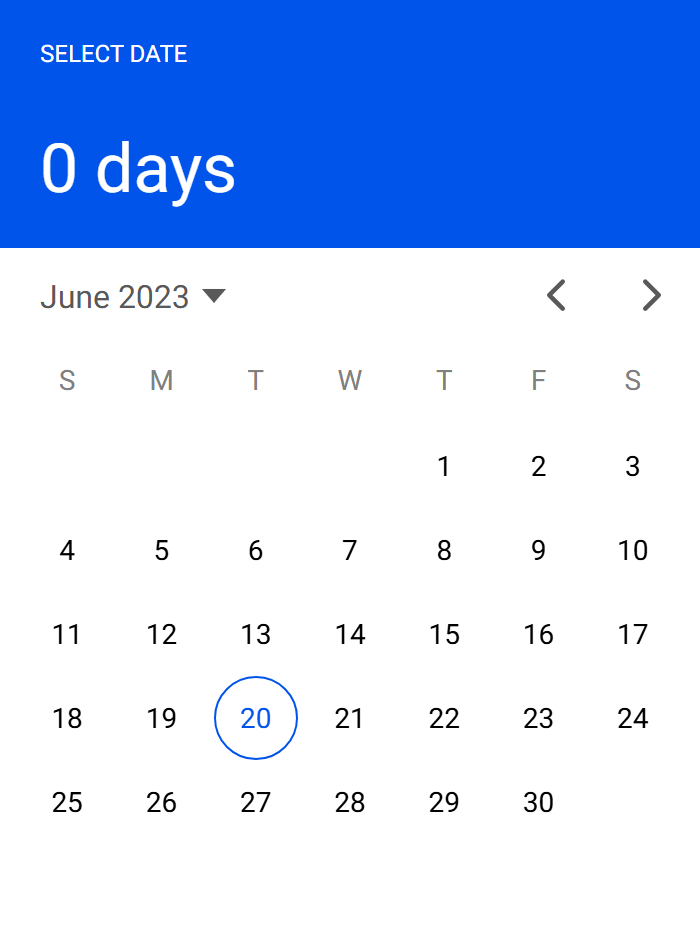 SELECT DATE
0 days
June 2023
S M T W T F S
1 2 3
4 5 6 7 8 9 10
11 12 13 14 15 16 17
18 19 20 21 22 23 24
25 26 27 28 29 30